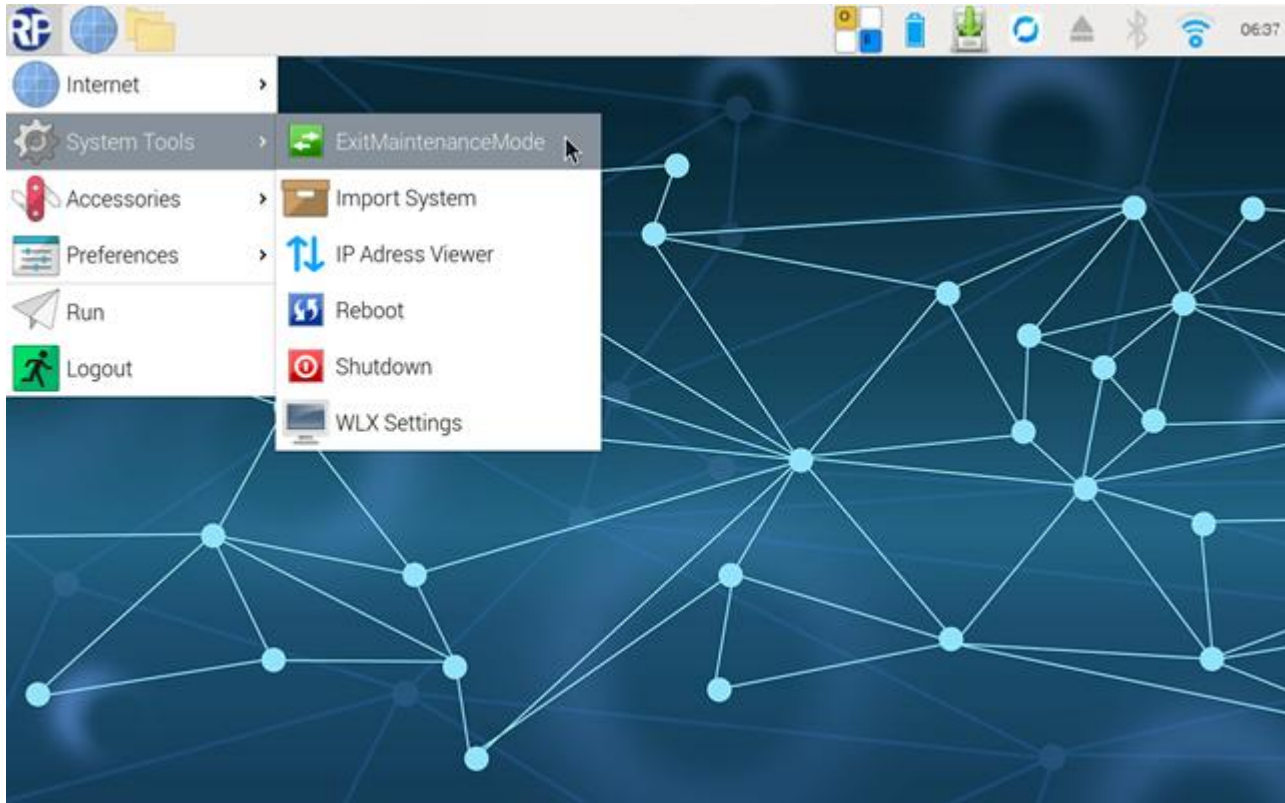 RP
06:37
Internet
System Tools
Accessories
Preferences
Run
Logout
ExitMaintenanceMode
Import System
IP Adress Viewer
Reboot
Shutdown
WLX Settings